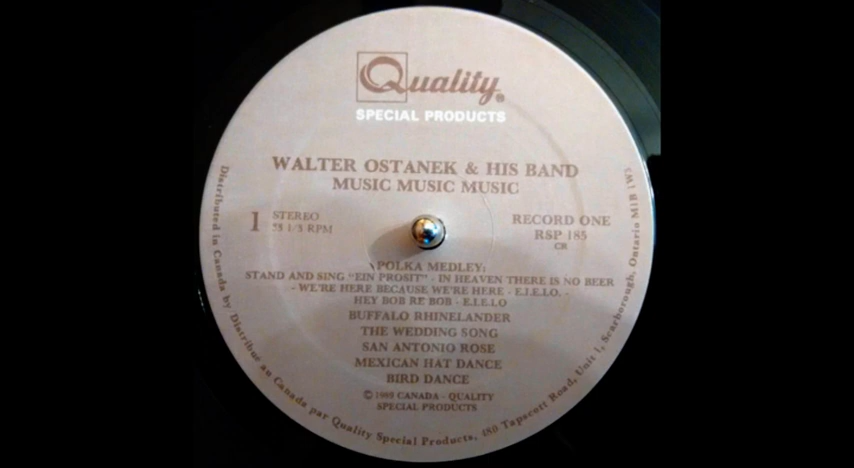 Quality®
SPECIAL PRODUCTS
WALTER OSTANEK & HIS BAND
MUSIC MUSIC MUSIC
1
STEREO
33 1/3 RPM
RECORD ONE
RSP 185
CR
POLKA MEDLEY:
STAND AND SING "EIN PROSIT" - IN HEAVEN THERE IS NO BEER
- WE'RE HERE BECAUSE WE'RE HERE - E.I.E.I.O. -
HEY BOB RE BOB - E.I.E.I.O
BUFFALO RHINELANDER
THE WEDDING SONG
SAN ANTONIO ROSE
MEXICAN HAT DANCE
BIRD DANCE
© CANADA - QUALITY
SPECIAL PRODUCTS
Distributed in Canada by Distribué au Canada par Quality Special Products, 480 Tapscott Road, Unit 1, Scarborough, Ontario M1B 1W3